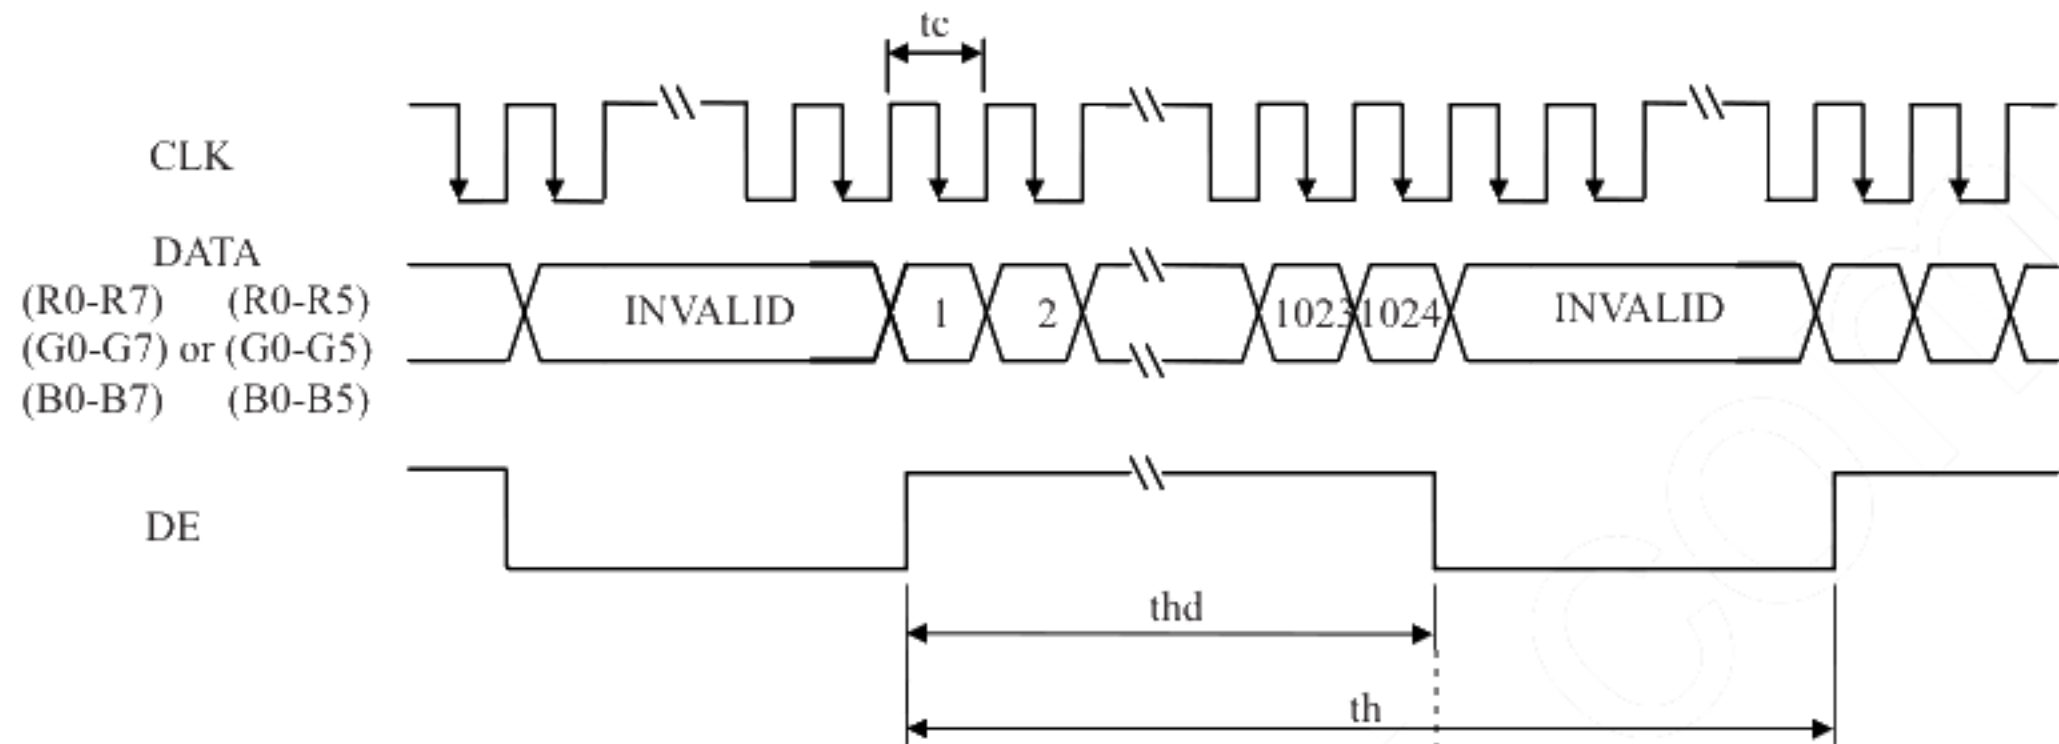 tc
CLK
DATA
(R0-R7) (R0-R5)
(G0-G7) or (G0-G5)
(B0-B7) (B0-B5)
INVALID 1 2 1023 1024 INVALID
DE
thd
th